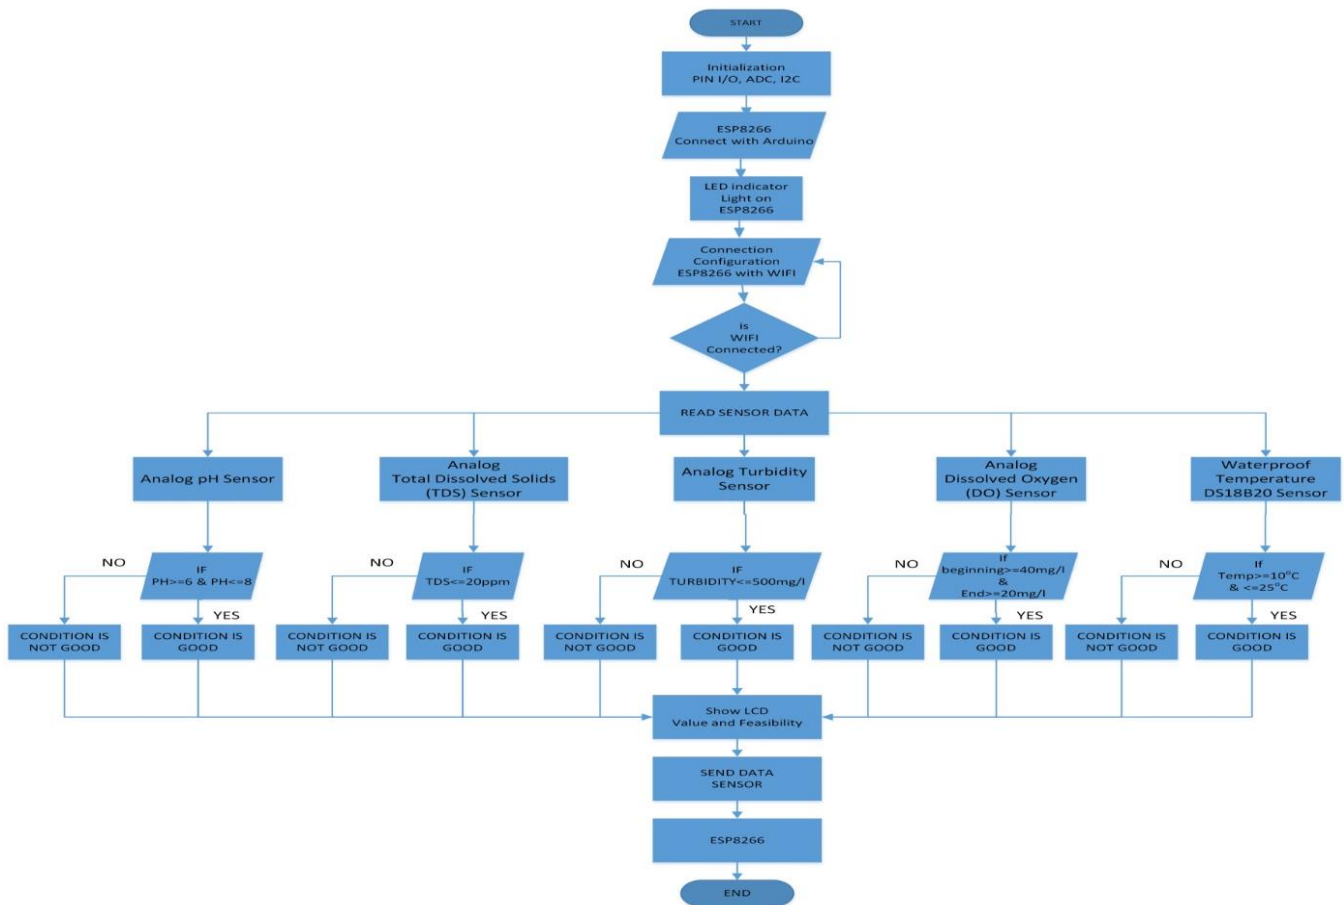 START
Initialization
PIN I/O, ADC, I2C
ESP8266
Connect with Arduino
LED indicator
Light on
ESP8266
Connection
Configuration
ESP8266 with WIFI
is
WIFI
Connected?
READ SENSOR DATA
Analog pH Sensor
Analog
Total Dissolved Solids
(TDS) Sensor
Analog Turbidity
Sensor
Analog
Dissolved Oxygen
(DO) Sensor
Waterproof
Temperature
DS18B20 Sensor
NO
IF
PH>=6 & PH<=8
YES
NO
IF
TDS<=20ppm
YES
NO
IF
TURBIDITY<=500mg/l
YES
NO
If
beginning>=40mg/l
&
End>=20mg/l
YES
NO
If
Temp>=10°C
& <=25°C
YES
CONDITION IS
NOT GOOD
CONDITION IS
GOOD
CONDITION IS
NOT GOOD
CONDITION IS
GOOD
CONDITION IS
NOT GOOD
CONDITION IS
GOOD
CONDITION IS
NOT GOOD
CONDITION IS
GOOD
CONDITION IS
NOT GOOD
CONDITION IS
GOOD
Show LCD
Value and Feasibility
SEND DATA
SENSOR
ESP8266
END